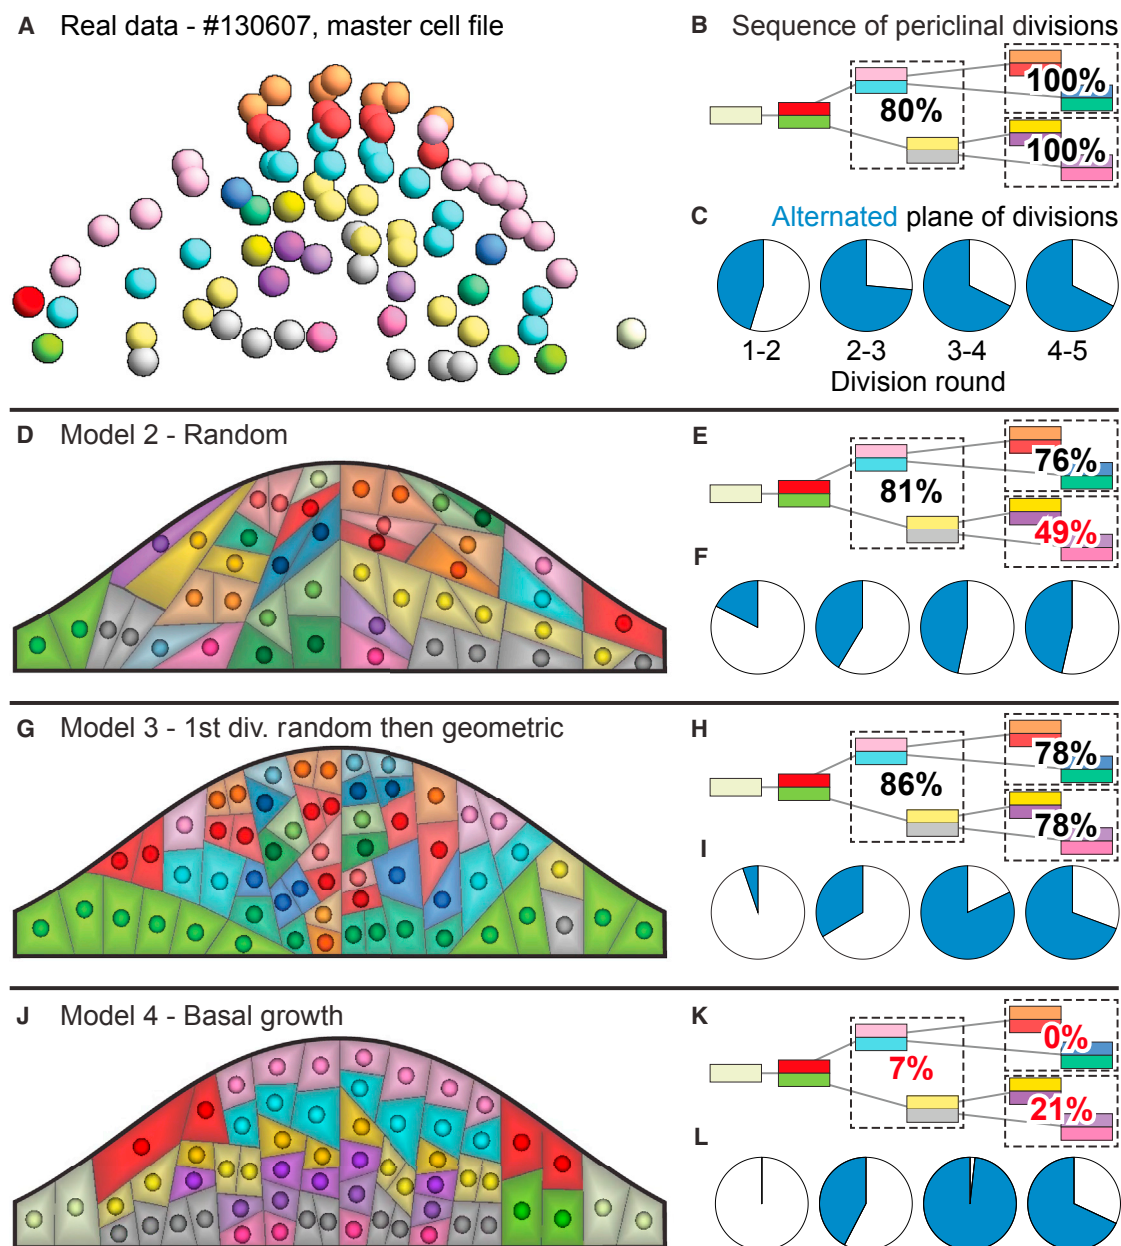 A Real data - #130607, master cell file
B Sequence of periclinal divisions
80%
100%
100%
C Alternated plane of divisions
1-2 2-3 3-4 4-5
Division round
D Model 2 - Random
E
81%
76%
49%
F
G Model 3 - 1st div. random then geometric
H
86%
78%
78%
I
J Model 4 - Basal growth
K
7%
0%
21%
L